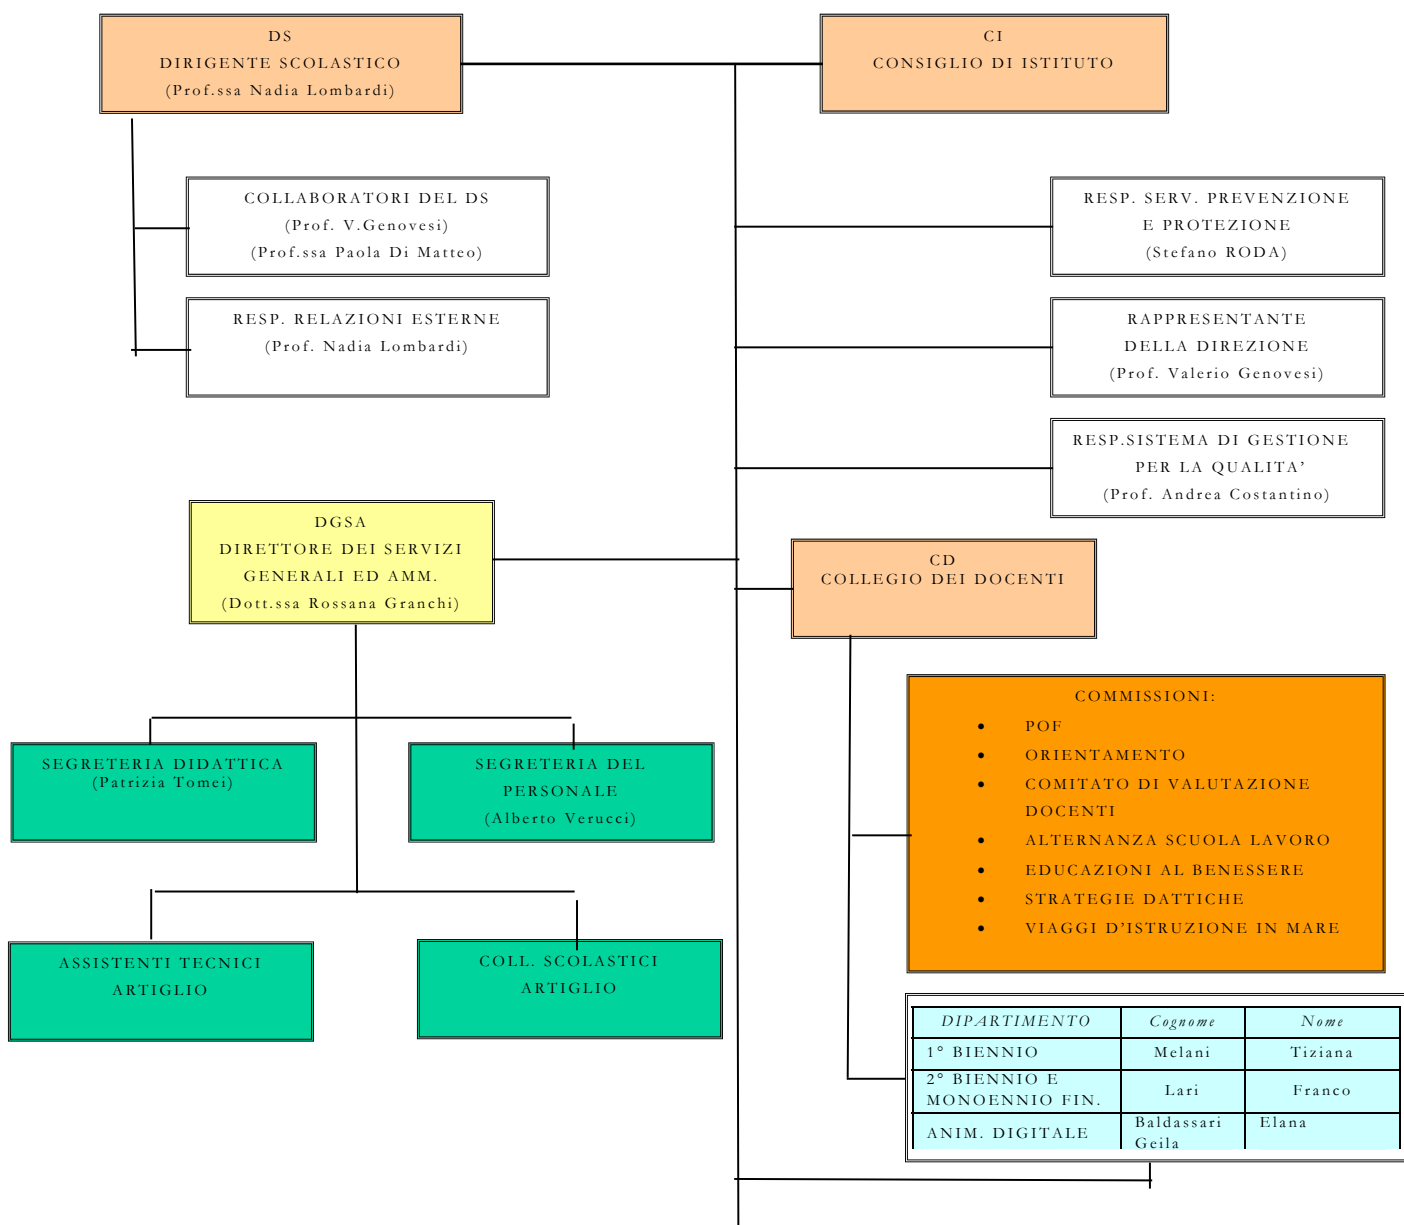 DS
DIRIGENTE SCOLASTICO
(Prof.ssa Nadia Lombardi)
CI
CONSIGLIO DI ISTITUTO
COLLABORATORI DEL DS
(Prof. V.Genovesi)
(Prof.ssa Paola Di Matteo)
RESP. SERV. PREVENZIONE
E PROTEZIONE
(Stefano RODA)
RESP. RELAZIONI ESTERNE
(Prof. Nadia Lombardi)
RAPPRESENTANTE
DELLA DIREZIONE
(Prof. Valerio Genovesi)
RESP.SISTEMA DI GESTIONE
PER LA QUALITA’
(Prof. Andrea Costantino)
DGSA
DIRETTORE DEI SERVIZI
GENERALI ED AMM.
(Dott.ssa Rossana Granchi)
CD
COLLEGIO DEI DOCENTI
COMMISSIONI:
• POF
• ORIENTAMENTO
• COMITATO DI VALUTAZIONE
DOCENTI
• ALTERNANZA SCUOLA LAVORO
• EDUCAZIONI AL BENESSERE
• STRATEGIE DATTICHE
• VIAGGI D'ISTRUZIONE IN MARE
SEGRETERIA DIDATTICA
(Patrizia Tomei)
SEGRETERIA DEL
PERSONALE
(Alberto Verucci)
ASSISTENTI TECNICI
ARTIGLIO
COLL. SCOLASTICI
ARTIGLIO
DIPARTIMENTO Cognome Nome
1° BIENNIO Melani Tiziana
2° BIENNIO E
MONOENNIO FIN. Lari Franco
ANIM. DIGITALE Baldassari Elana
Geila